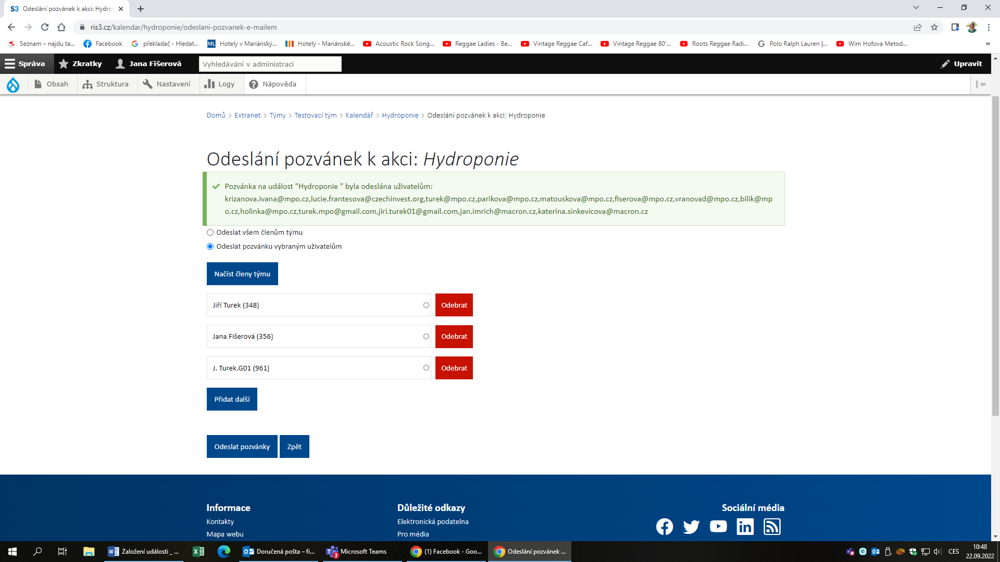 S3 Odeslání pozvánek k akci: Hydro
ris3.cz/kalendar/hydroponie/odeslani-pozvanek-e-mailem
Seznam – najdu ta... Facebook překladač - Hledat... ML Hotely v Mariánský... Hotely - Mariánské... Acoustic Rock Song... Reggae Ladies - Be... Vintage Reggae Caf... Vintage Reggae 80'... Roots Reggae Radi... Polo Ralph Lauren |... Wim Hofova Metod... »
Správa Zkratky Jana Fišerová Vyhledávání v administraci Upravit
Obsah Struktura Nastavení Logy Nápověda
Domů > Extranet > Týmy > Testovací tým > Kalendář > Hydroponie > Odeslání pozvánek k akci: Hydroponie
Odeslání pozvánek k akci: Hydroponie
Pozvánka na událost "Hydroponie " byla odeslána uživatelům:
krizanova.ivana@mpo.cz,lucie.frantesova@czechinvest.org,turek@mpo.cz,parikova@mpo.cz,matouskova@mpo.cz,fiserova@mpo.cz,vranovad@mpo.cz,bilik@mp
o.cz,holinka@mpo.cz,turek.mpo@gmail.com,jiri.turek01@gmail.com,jan.imrich@macron.cz,katerina.sinkevicova@macron.cz
Odeslat všem členům týmu
Odeslat pozvánku vybraným uživatelům
Načíst členy týmu
Jiří Turek (348) Odebrat
Jana Fišerová (356) Odebrat
J. Turek.G01 (961) Odebrat
Přidat další
Odeslat pozvánky Zpět
Informace Důležité odkazy Sociální média
Kontakty Elektronická podatelna
Mapa webu Pro média
Založení události _ ... Doručená pošta – fi... 3 Microsoft Teams (1) Facebook - Goo... Odeslání pozvánek ... CES 10:48
22.09.2022